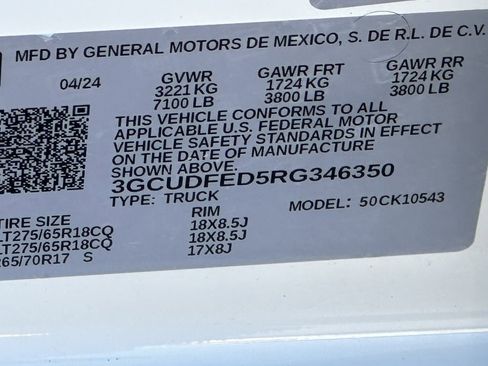 MFD BY GENERAL MOTORS DE MEXICO, S. DE R.L. DE C.V.
04/24 GVWR GAWR FRT GAWR RR
3221 KG 1724 KG 1724 KG
7100 LB 3800 LB 3800 LB
THIS VEHICLE CONFORMS TO ALL
APPLICABLE U.S. FEDERAL MOTOR
VEHICLE SAFETY STANDARDS IN EFFECT
ON THE DATE OF MANUFACTURE
SHOWN ABOVE.
3GCUDFED5RG346350
TYPE: TRUCK MODEL: 50CK10543
TIRE SIZE RIM
LT275/65R18CQ 18X8.5J
LT275/65R18CQ 18X8.5J
265/70R17 S 17X8J